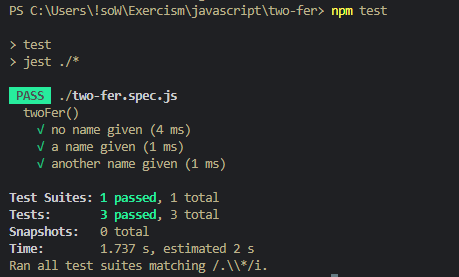 PS C:\Users\!soW\Exercism\javascript\two-fer> npm test
> test
> jest ./*
PASS ./two-fer.spec.js
twoFer()
√ no name given (4 ms)
√ a name given (1 ms)
√ another name given (1 ms)
Test Suites: 1 passed, 1 total
Tests: 3 passed, 3 total
Snapshots: 0 total
Time: 1.737 s, estimated 2 s
Ran all test suites matching /.\\*/i.